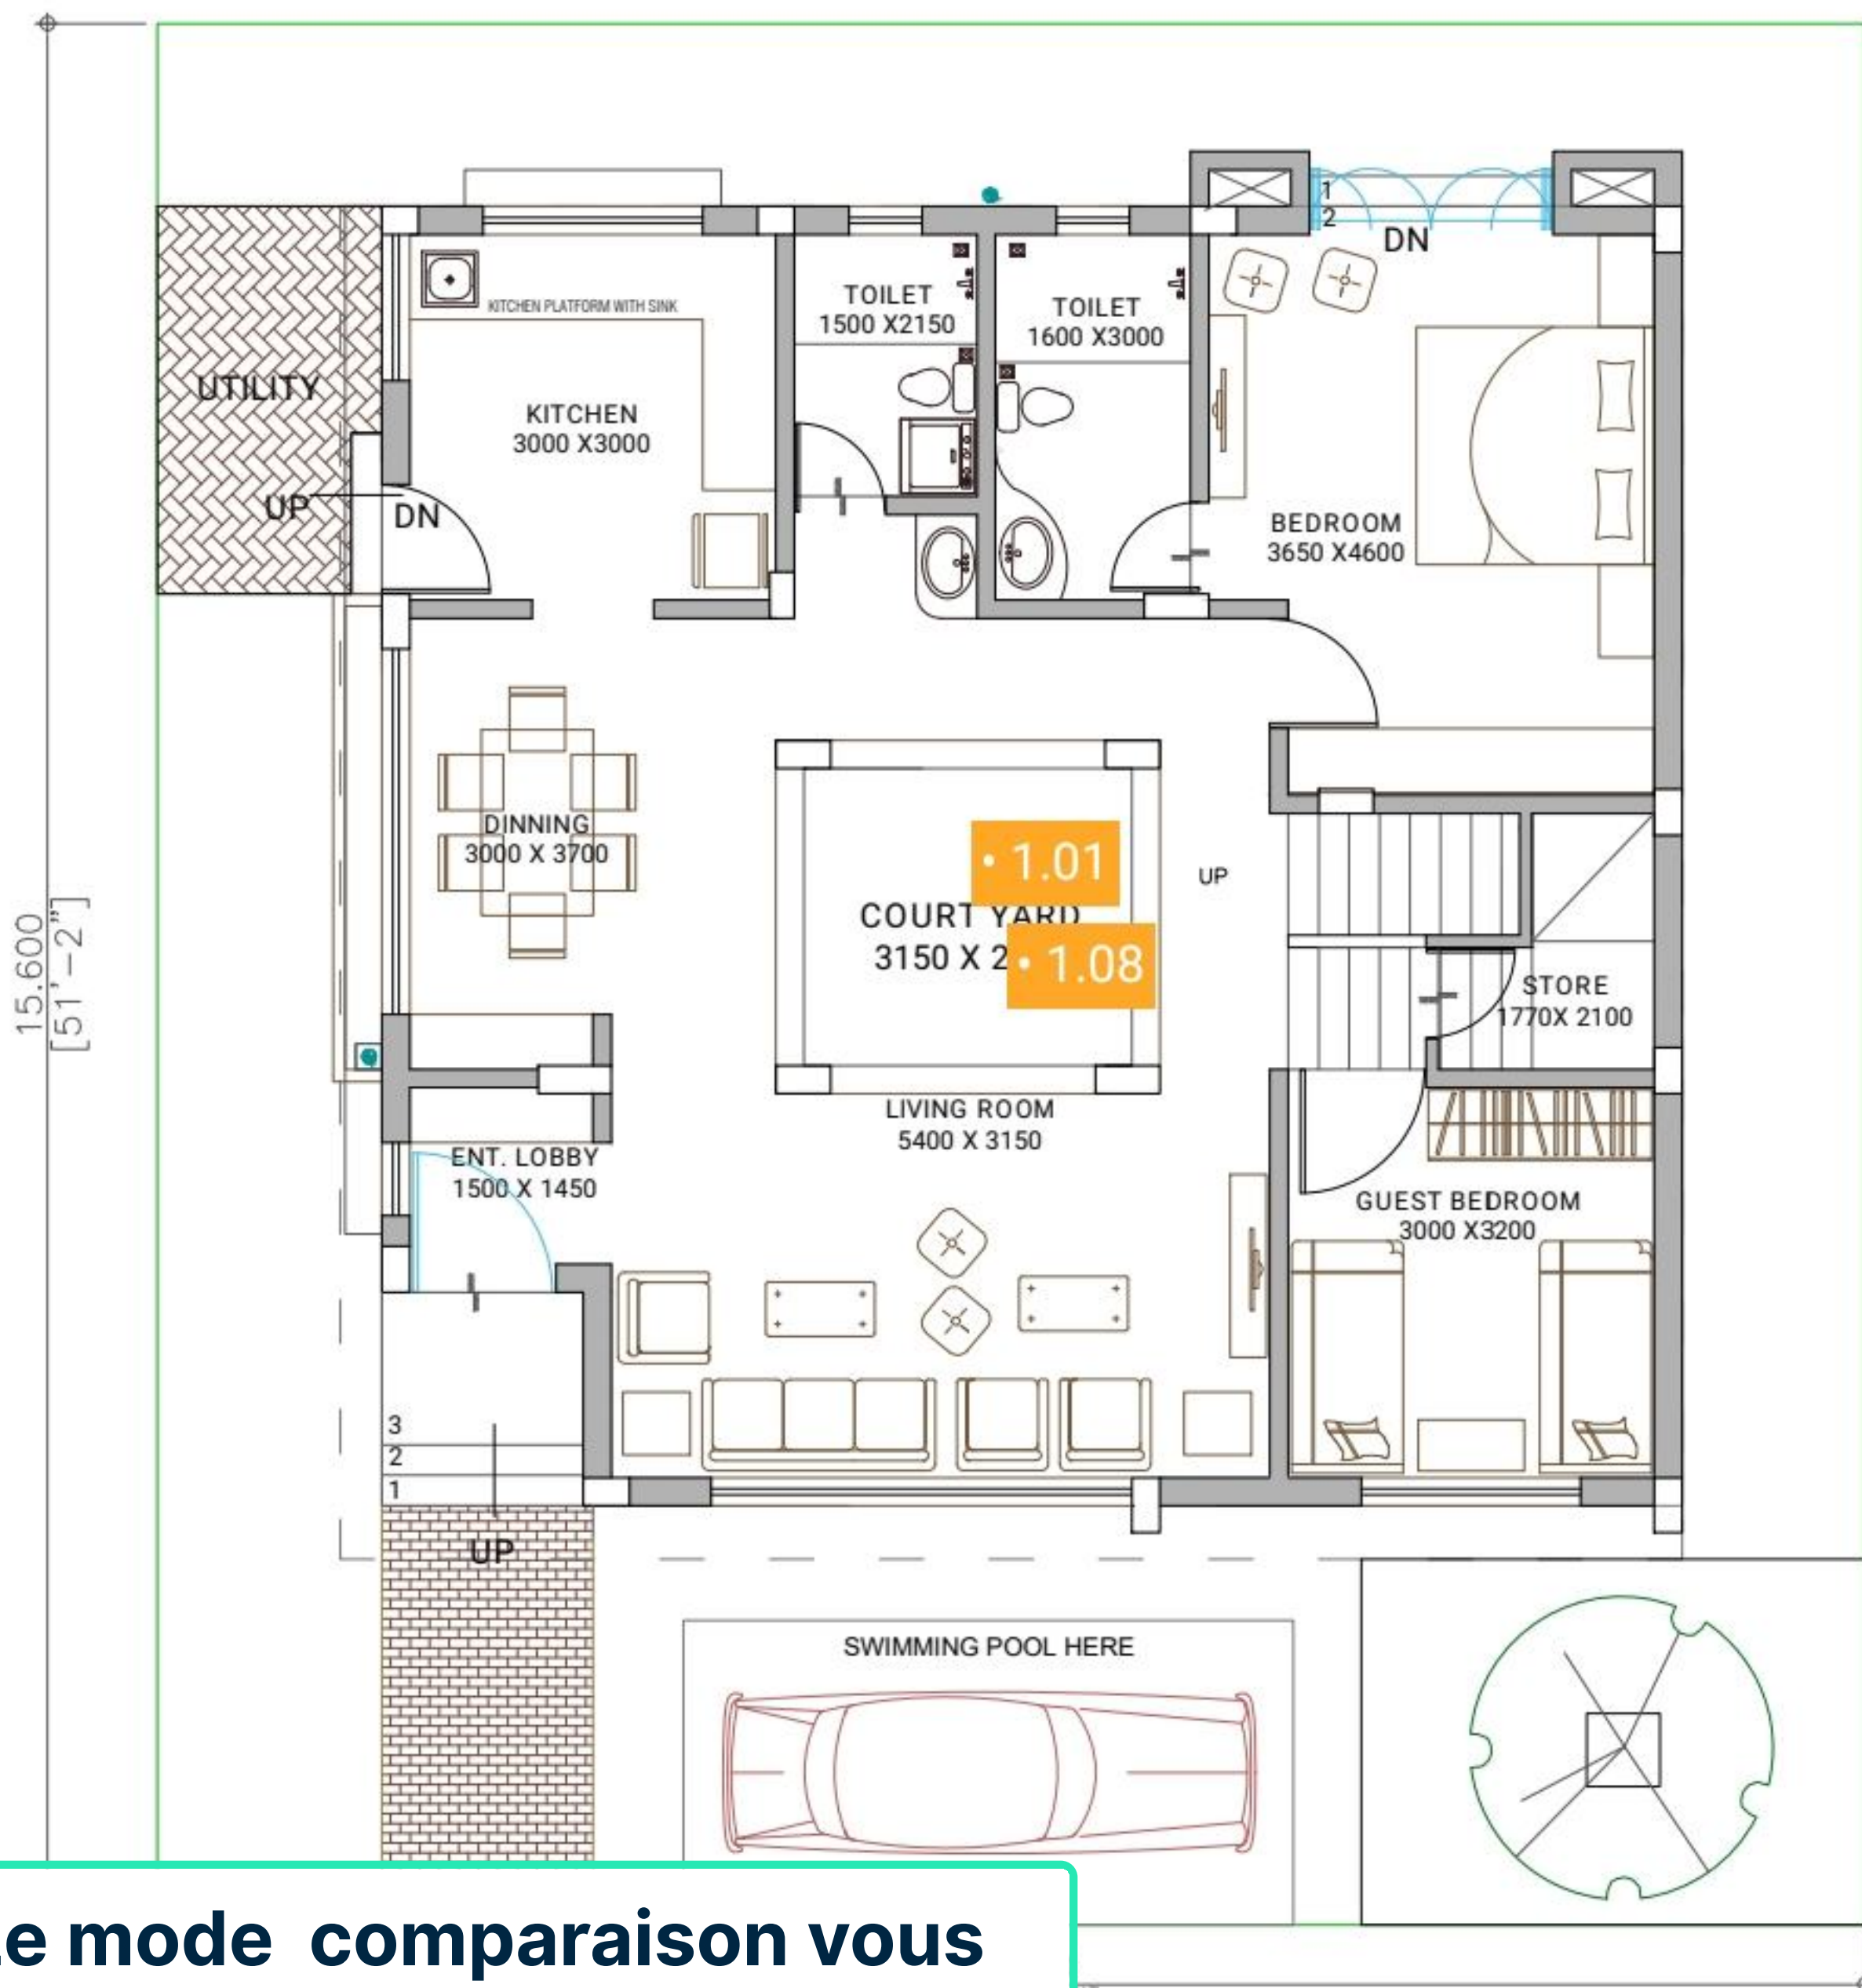 1
2
DN
TOILET
1500 X2150
TOILET
1600 X3000
KITCHEN PLATFORM WITH SINK
UTILITY
KITCHEN
3000 X3000
UP
DN
BEDROOM
3650 X4600
DINNING
3000 X 3700
• 1.01
UP
COURT YARD
3150 X 2
• 1.08
15.600
[51'-2"]
STORE
1770X 2100
LIVING ROOM
5400 X 3150
ENT. LOBBY
1500 X 1450
GUEST BEDROOM
3000 X3200
3
2
1
UP
SWIMMING POOL HERE
mode comparaison vous